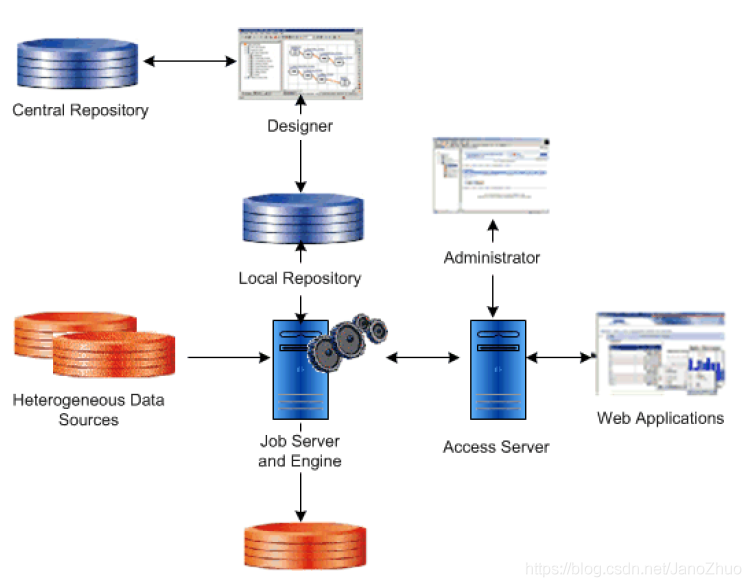 Central Repository
Designer
Administrator
Local Repository
Heterogeneous Data
Sources
Job Server
and Engine
Access Server
Web Applications
https://blog.csdn.net/JanoZhuo